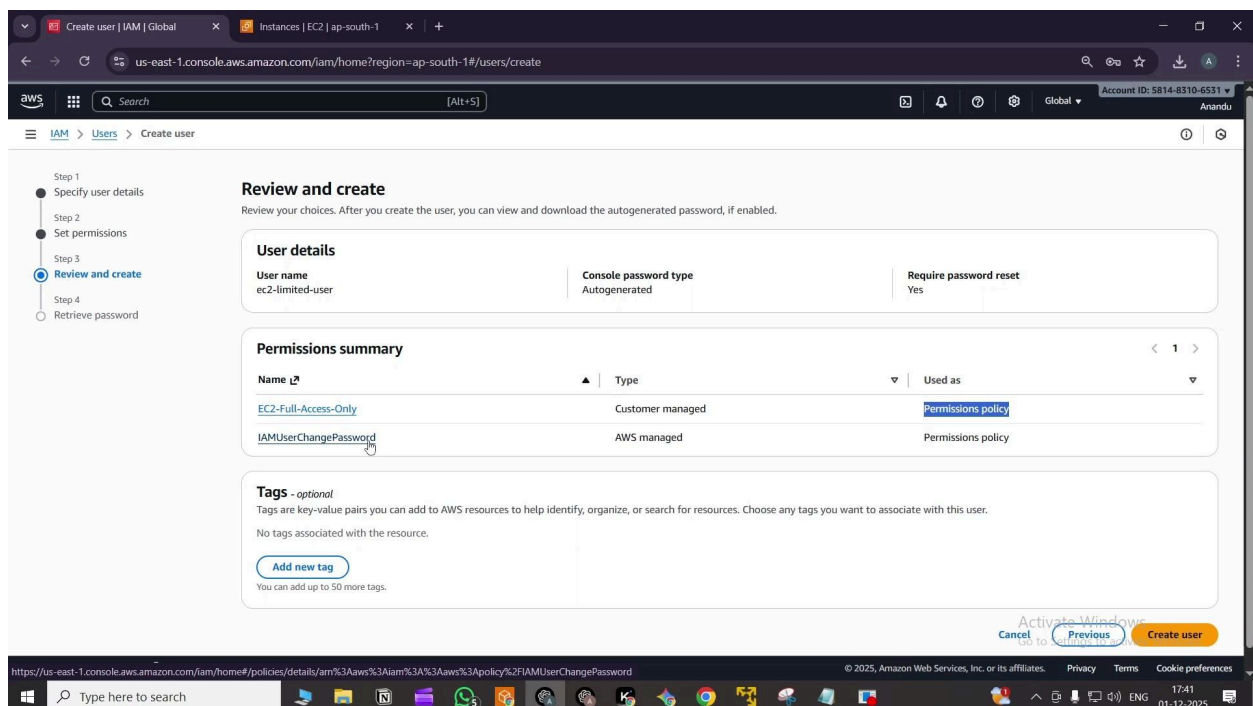 Create user | IAM | Global
Instances | EC2 | ap-south-1
us-east-1.console.aws.amazon.com/iam/home?region=ap-south-1#/users/create
A
aws
Search
[Alt+S]
Global
Account ID: 5814-8310-6531
Anandu
IAM > Users > Create user
Step 1
Specify user details
Step 2
Set permissions
Step 3
Review and create
Step 4
Retrieve password
Review and create
Review your choices. After you create the user, you can view and download the autogenerated password, if enabled.
User details
User name
ec2-limited-user
Console password type
Autogenerated
Require password reset
Yes
Permissions summary
1
Name
Type
Used as
EC2-Full-Access-Only
Customer managed
Permissions policy
IAMUserChangePassword
AWS managed
Permissions policy
Tags - optional
Tags are key-value pairs you can add to AWS resources to help identify, organize, or search for resources. Choose any tags you want to associate with this user.
No tags associated with the resource.
Add new tag
You can add up to 50 more tags.
Activate Windows
Go to Settings to
Cancel
Previous
Create user
https://us-east-1.console.aws.amazon.com/iam/home#/policies/details/arn%3Aaws%3Aiam%3A%3Aaws%3Apolicy%2FIAMUserChangePassword
© 2025, Amazon Web Services, Inc. or its affiliates.
Privacy
Terms
Cookie preferences
Type here to search
5
ENG
17:41
01-12-2025